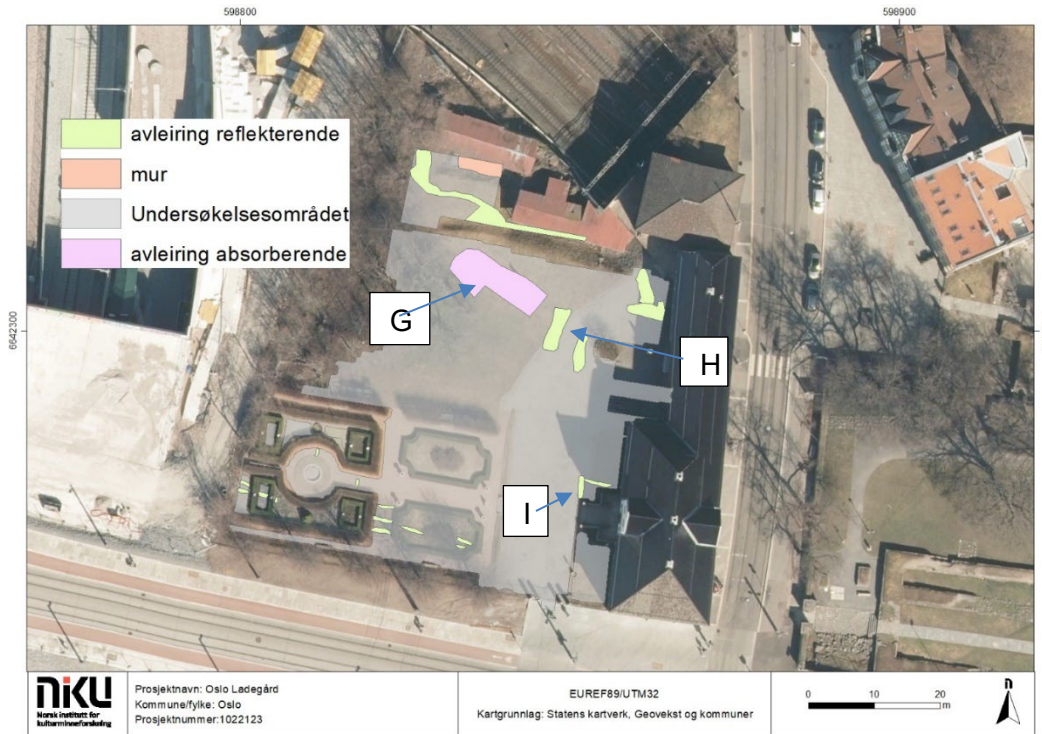 598800
598900
avleiring reflekterende
mur
Undersøkelsesområdet
avleiring absorberende
6642300
6642300
G
H
I
NIKU
Norsk institutt for
kulturminneforskning
Prosjektnavn: Oslo Ladegård
Kommune/fylke: Oslo
Prosjektnummer:1022123
EUREF89/UTM32
Kartgrunnlag: Statens kartverk, Geovekst og kommuner
0 10 20
m
n